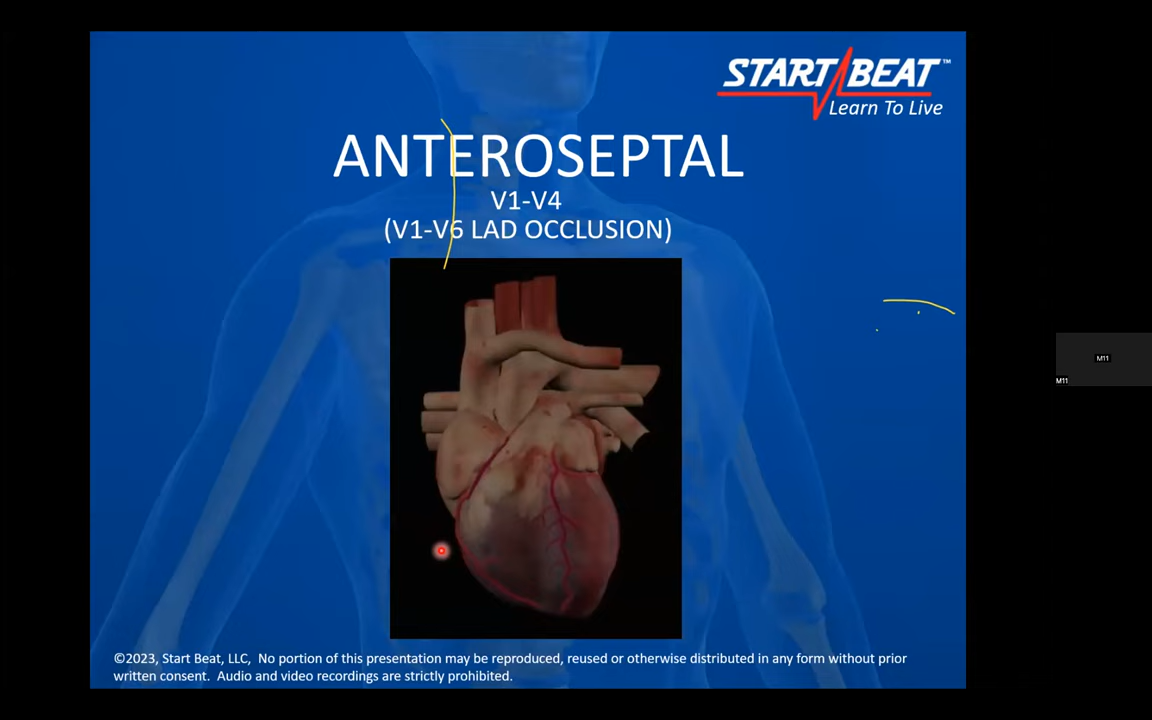 START BEAT™
Learn To Live
ANTEROSEPTAL
V1-V4
(V1-V6 LAD OCCLUSION)
M11
M11
©2023, Start Beat, LLC, No portion of this presentation may be reproduced, reused or otherwise distributed in any form without prior
written consent. Audio and video recordings are strictly prohibited.